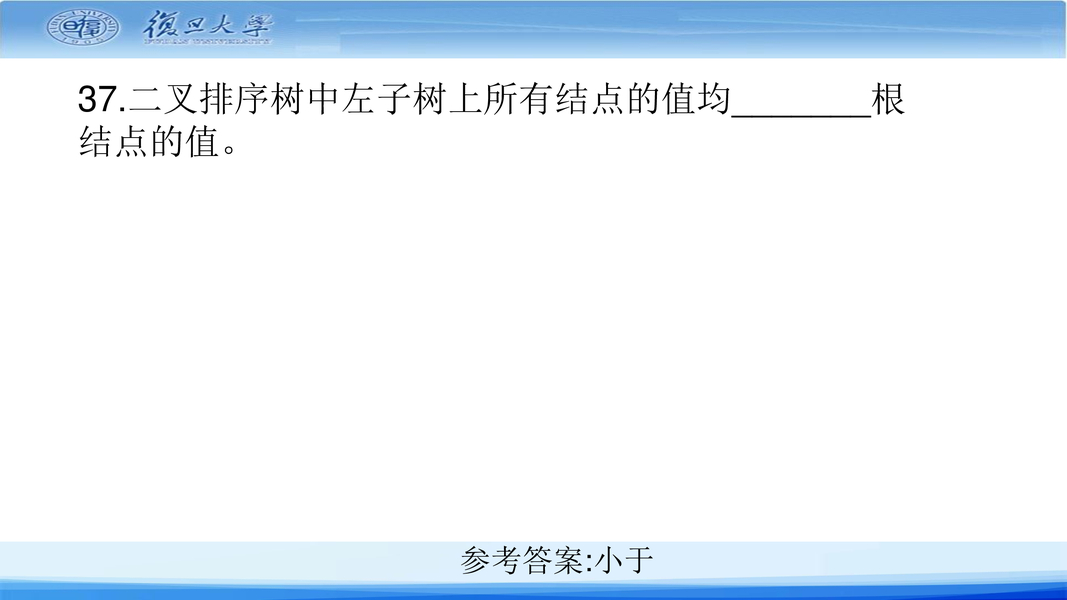 復旦大學
FUDAN UNIVERSITY
37.二叉排序树中左子树上所有结点的值均_______根
结点的值。
参考答案:小于